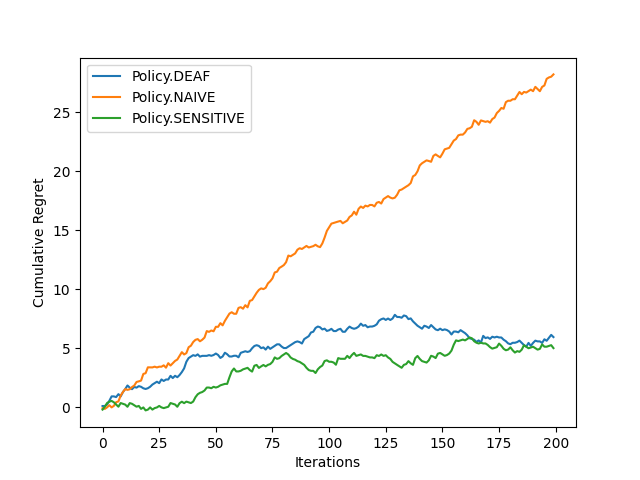 Policy.DEAF
Policy.NAIVE
Policy.SENSITIVE
Cumulative Regret
25
20
15
10
5
0
0 25 50 75 100 125 150 175 200
Iterations